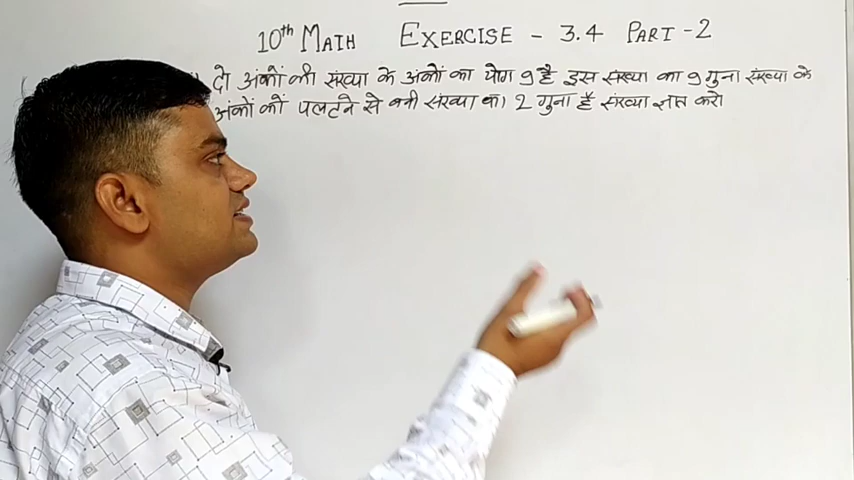 10th MATH EXERCISE - 3.4 PART - 2
दो अंकों की संख्या के अंकों का योग 9 है इस संख्या का 9 गुना संख्या के
अंकों को पलटने से बनी संख्या का 2 गुना है संख्या ज्ञात करो